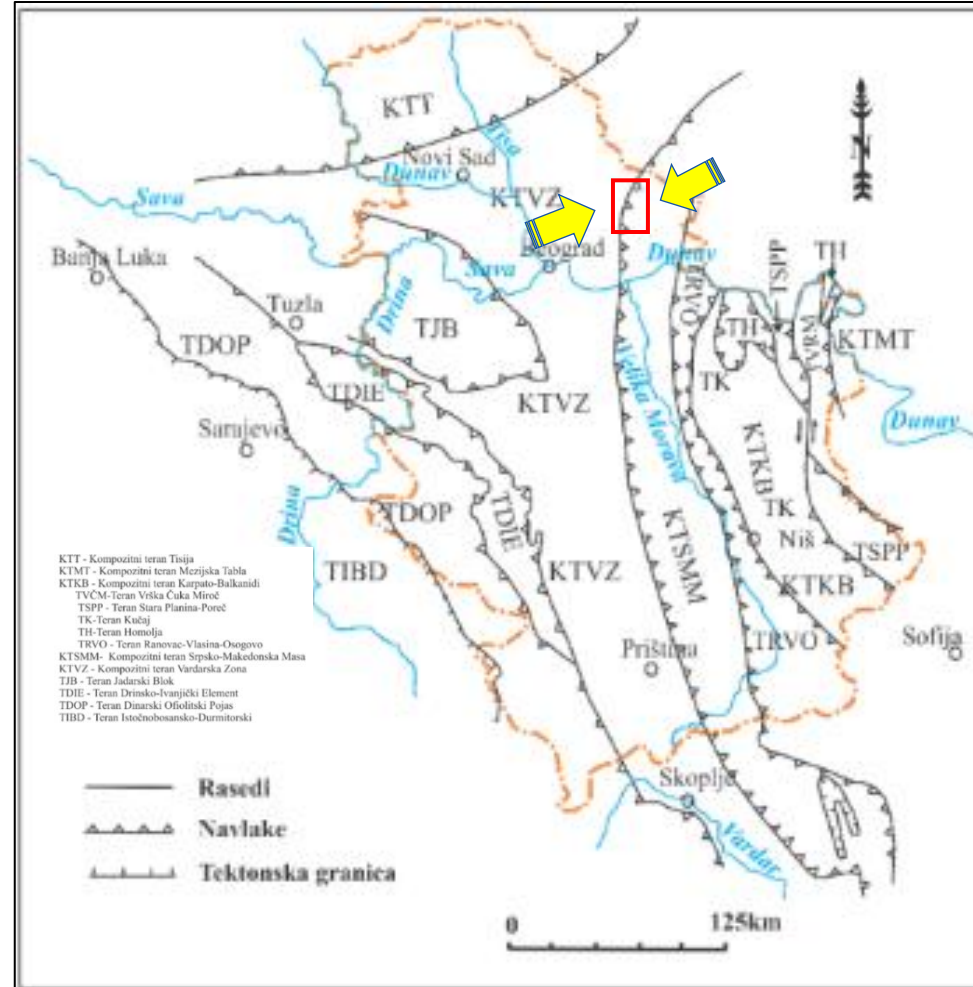 KTT
Tisa
N
Novi Sad
Dunav
KTVZ
Sava
Beograd
Dunav
TSPP
TH
Banja Luka
Sava
Drina
TRVO
TH
TVČM
KTMT
Tuzla
TJB
TDOP
TK
TDIE
KTVZ
Velika Morava
Dunav
Sarajevo
KTKB
Drina
TDIE
TK
Niš
TDOP
TSPP
KTSMM
TIBD
KTVZ
KTKB
Priština
TRVO
Sofija
KTT - Kompozitni teran Tisija
KTMT - Kompozitni teran Mezijska Tabla
KTKB - Kompozitni teran Karpato-Balkanidi
TVČM-Teran Vrška Čuka Miroč
TSPP - Teran Stara Planina-Poreč
TK-Teran Kučaj
TH-Teran Homolja
TRVO - Teran Ranovac-Vlasina-Osogovo
KTSMM- Kompozitni teran Srpsko-Makedonska Masa
KTVZ - Kompozitni teran Vardarska Zona
TJB - Teran Jadarski Blok
TDIE - Teran Drinsko-Ivanjički Element
TDOP - Teran Dinarski Ofiolitski Pojas
TIBD - Teran Istočnobosansko-Durmitorski
Skoplje
Vardar
Rasedi
Navlake
Tektonska granica
0 125km